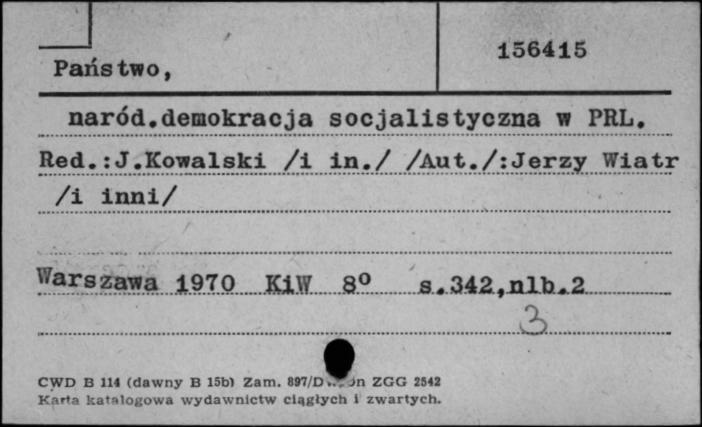 156415
Państwo,
naród.demokracja socjalistyczna w PRL.
Red.:J.Kowalski /i in./ /Aut./:Jerzy Wiatr
/i inni/
Warszawa 1970 KiW 8º s.342,nlb.2
3
CWD B 114 (dawny B 15b) Zam. 897/ ZGG 2542
Karta katalogowa wydawnictw ciągłych i zwartych.